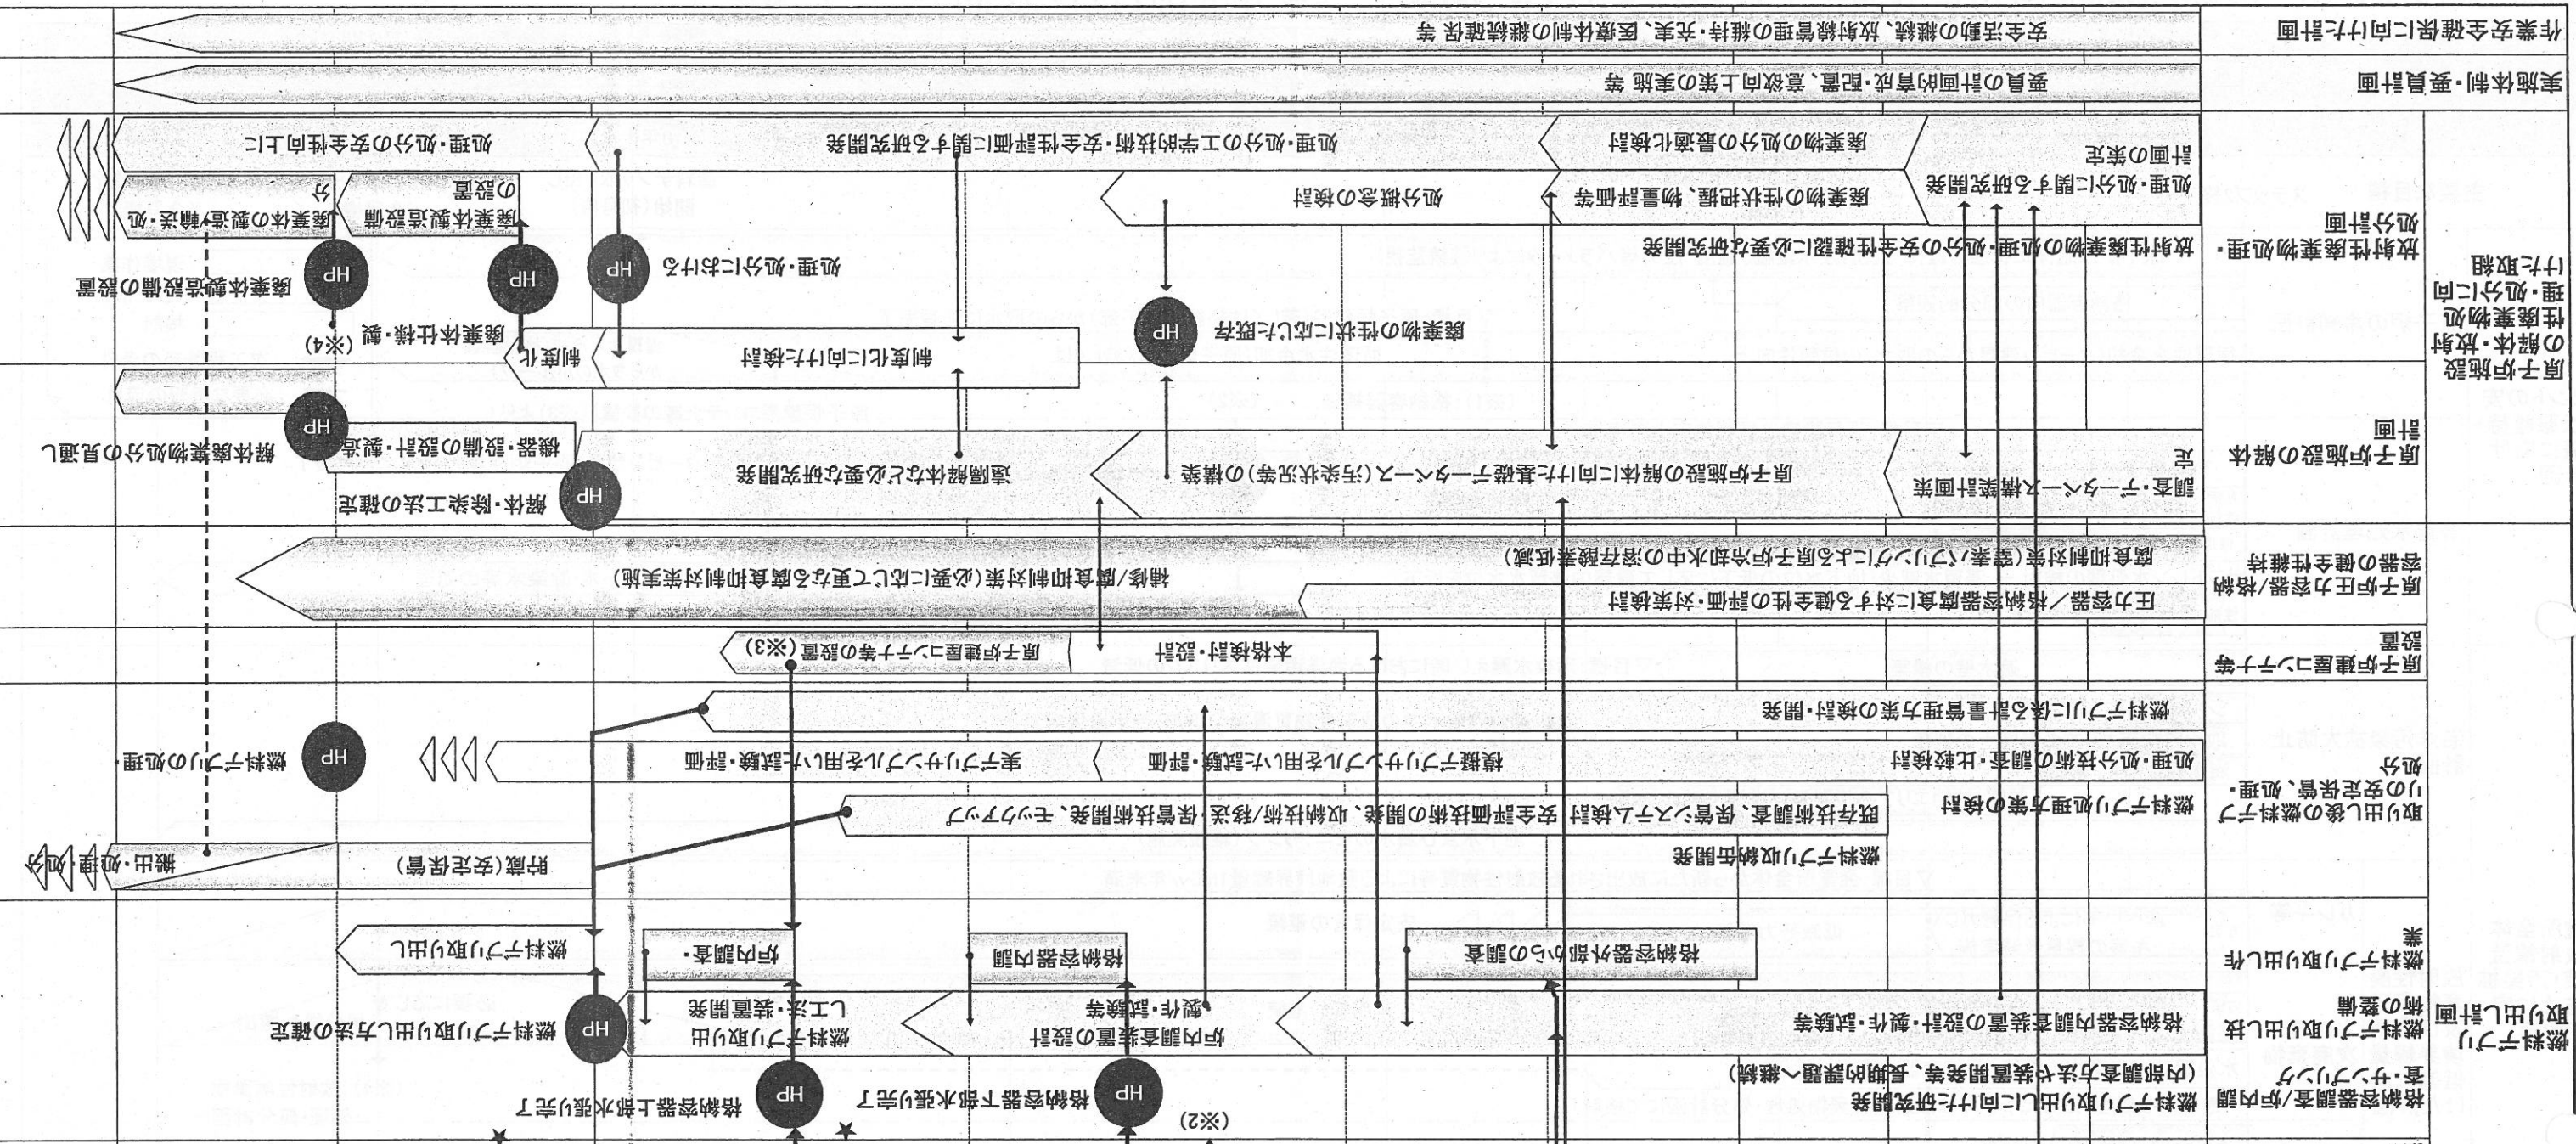 燃料デブリ
取り出し計画
格納容器調査/炉内調
査・サンプリング
燃料デブリ取り出しに向けた研究開発
(内部調査方法や装置開発等、長期的課題へ継続)
(※2)
HP
格納容器下部水張り完了
★
HP
格納容器上部水張り完了
★
燃料デブリ取り出し技
術の整備
格納容器内調査装置の設計・製作・試験等
炉内調査装置の設計
製作・試験等
燃料デブリ取り出
し工法・装置開発
HP
燃料デブリ取り出し方法の確定
燃料デブリ取り出し作
業
格納容器外部からの調査
格納容器内調
炉内調査・
燃料デブリ取り出し
取り出し後の燃料デブ
リの安定保管、処理・
処分
燃料デブリ収納缶開発
既存技術調査、保管システム検討 安全評価技術の開発、収納技術/移送・保管技術開発、モックアップ
貯蔵(安定保管)
搬出・処理・処分
燃料デブリ処理方策の検討
処理・処分技術の調査・比較検討
模擬デブリサンプルを用いた試験・評価
実デブリサンプルを用いた試験・評価
HP
燃料デブリの処理・
燃料デブリに係る計量管理方策の検討・開発
原子炉建屋コンテナ等
設置
本格検討・設計
原子炉建屋コンテナ等の設置(※3)
原子炉圧力容器/格納
容器の健全性維持
圧力容器/格納容器腐食に対する健全性の評価・対策検討
腐食抑制対策(窒素バブリングによる原子炉冷却水中の溶存酸素低減)
補修/腐食抑制対策(必要に応じて更なる腐食抑制対策実施)
原子炉施設
の解体・放射
性廃棄物処
理・処分に向
けた取組
原子炉施設の解体
計画
調査・データベース構築計画策
定
原子炉施設の解体に向けた基礎データベース(汚染状況等)の構築
遠隔解体など必要な研究開発
HP
解体・除染工法の確定
機器・設備の設計・製造
HP
解体廃棄物処分の見通し
放射性廃棄物処理・
処分計画
廃棄物の性状に応じた既存
HP
制度化に向けた検討
制度化
廃棄体仕様・製
(※4)
放射性廃棄物の処理・処分の安全性確認に必要な研究開発
処理・処分における
HP
HP
HP
廃棄体製造設備の設置
処理・処分に関する研究開発
計画の策定
廃棄物の性状把握、物量評価等
処分概念の検討
廃棄体製造設備
の設置
廃棄体の製造/輸送・処
分
廃棄物の処分の最適化検討
処理・処分の工学的技術・安全性評価に関する研究開発
処理・処分の安全性向上に
実施体制・要員計画
要員の計画的育成・配置、意欲向上策の実施 等
作業安全確保に向けた計画
安全活動の継続、放射線管理の維持・充実、医療体制の継続確保 等